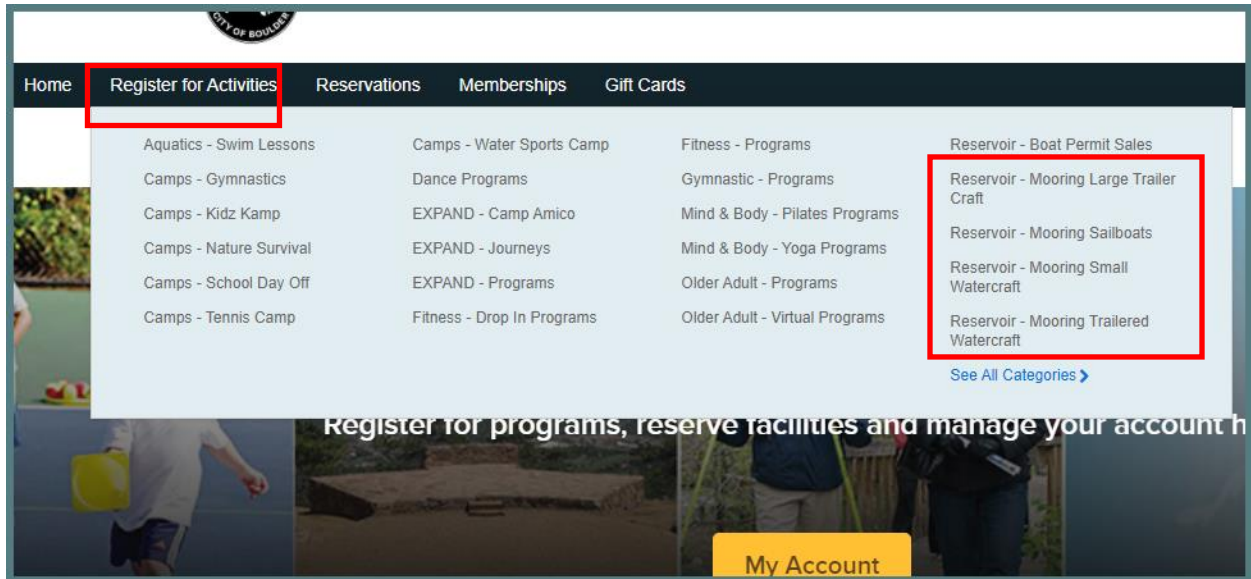 CITY OF BOULDER
Home Register for Activities Reservations Memberships Gift Cards
Aquatics - Swim Lessons
Camps - Gymnastics
Camps - Kidz Kamp
Camps - Nature Survival
Camps - School Day Off
Camps - Tennis Camp
Camps - Water Sports Camp
Dance Programs
EXPAND - Camp Amico
EXPAND - Journeys
EXPAND - Programs
Fitness - Drop In Programs
Fitness - Programs
Gymnastic - Programs
Mind & Body - Pilates Programs
Mind & Body - Yoga Programs
Older Adult - Programs
Older Adult - Virtual Programs
Reservoir - Boat Permit Sales
Reservoir - Mooring Large Trailer
Craft
Reservoir - Mooring Sailboats
Reservoir - Mooring Small
Watercraft
Reservoir - Mooring Trailered
Watercraft
See All Categories
Register for programs, reserve facilities and manage your account h
My Account